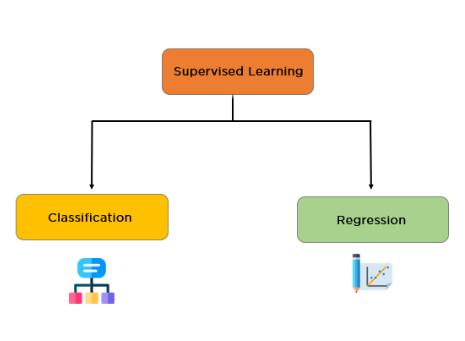 Supervised Learning
Classification
Regression